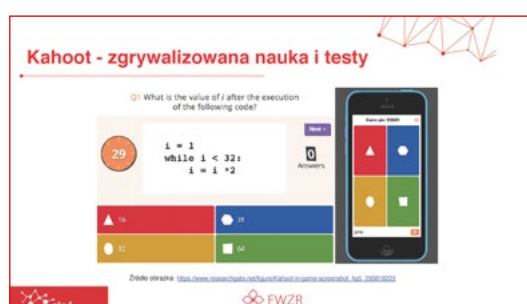 Kahoot - zgrywalizowana nauka i testy
Q1 What is the value of i after the execution
of the following code?
29
i = 1
while i < 32:
i = i *2
Next
0
Answers
16
31
32
64
Źródło obrazka:
FWZR